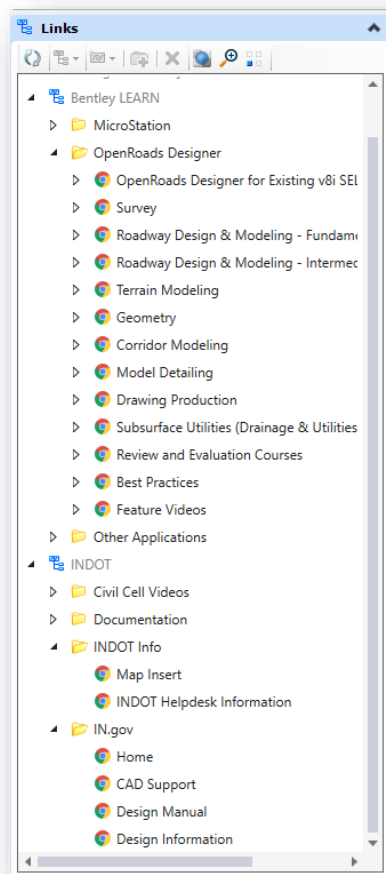 Links
Bentley LEARN
MicroStation
OpenRoads Designer
OpenRoads Designer for Existing v8i SEL
Survey
Roadway Design & Modeling - Fundame
Roadway Design & Modeling - Intermec
Terrain Modeling
Geometry
Corridor Modeling
Model Detailing
Drawing Production
Subsurface Utilities (Drainage & Utilities
Review and Evaluation Courses
Best Practices
Feature Videos
Other Applications
INDOT
Civil Cell Videos
Documentation
INDOT Info
Map Insert
INDOT Helpdesk Information
IN.gov
Home
CAD Support
Design Manual
Design Information